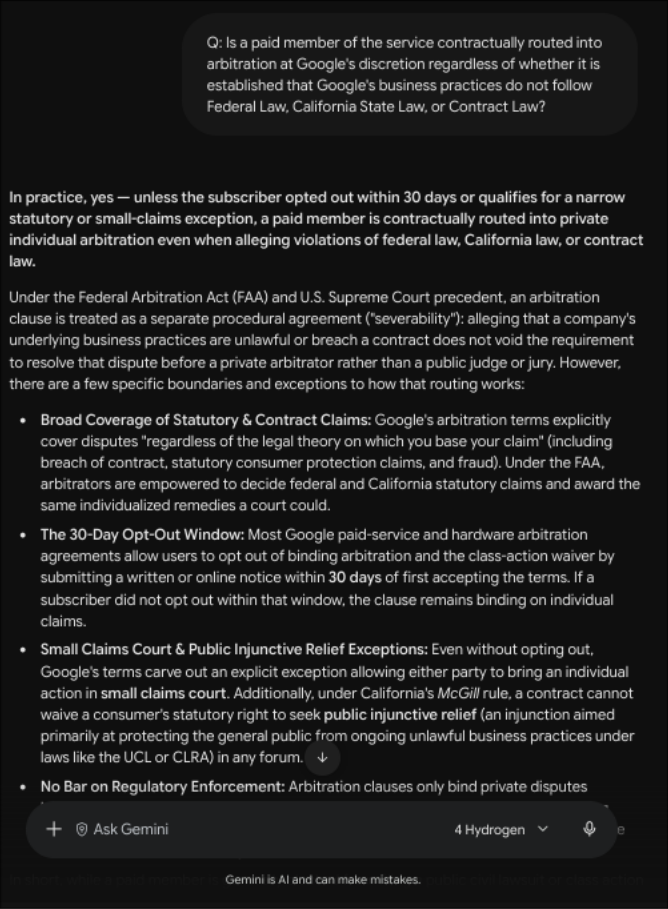 Q: Is a paid member of the service contractually routed into
arbitration at Google's discretion regardless of whether it is
established that Google's business practices do not follow
Federal Law, California State Law, or Contract Law?
In practice, yes — unless the subscriber opted out within 30 days or qualifies for a narrow
statutory or small-claims exception, a paid member is contractually routed into private
individual arbitration even when alleging violations of federal law, California law, or contract
law.
Under the Federal Arbitration Act (FAA) and U.S. Supreme Court precedent, an arbitration
clause is treated as a separate procedural agreement ("severability"): alleging that a company's
underlying business practices are unlawful or breach a contract does not void the requirement
to resolve that dispute before a private arbitrator rather than a public judge or jury. However,
there are a few specific boundaries and exceptions to how that routing works:
• Broad Coverage of Statutory & Contract Claims: Google's arbitration terms explicitly
cover disputes "regardless of the legal theory on which you base your claim" (including
breach of contract, statutory consumer protection claims, and fraud). Under the FAA,
arbitrators are empowered to decide federal and California statutory claims and award the
same individualized remedies a court could.
• The 30-Day Opt-Out Window: Most Google paid-service and hardware arbitration
agreements allow users to opt out of binding arbitration and the class-action waiver by
submitting a written or online notice within 30 days of first accepting the terms. If a
subscriber did not opt out within that window, the clause remains binding on individual
claims.
• Small Claims Court & Public Injunctive Relief Exceptions: Even without opting out,
Google's terms carve out an explicit exception allowing either party to bring an individual
action in small claims court. Additionally, under California's McGill rule, a contract cannot
waive a consumer's statutory right to seek public injunctive relief (an injunction aimed
primarily at protecting the general public from ongoing unlawful business practices under
laws like the UCL or CLRA) in any forum.
• No Bar on Regulatory Enforcement: Arbitration clauses only bind private disputes
Ask Gemini
4 Hydrogen
Gemini is AI and can make mistakes.